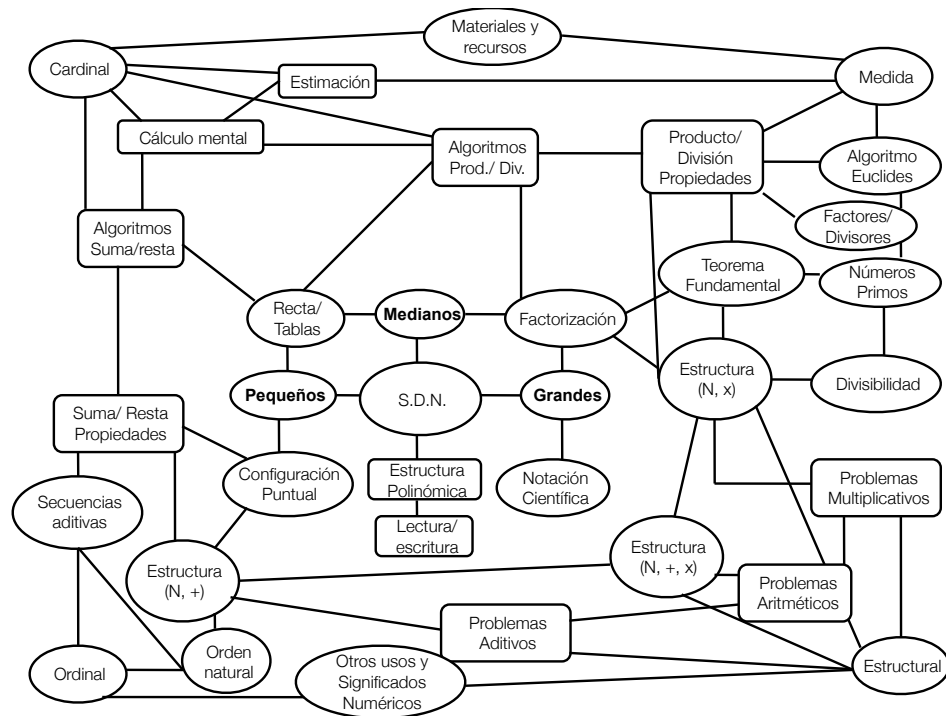 Materiales y
recursos
Cardinal
Estimación
Medida
Cálculo mental
Algoritmos
Prod./ Div.
Producto/
División
Propiedades
Algoritmo
Euclides
Algoritmos
Suma/resta
Factores/
Divisores
Teorema
Fundamental
Números
Primos
Recta/
Tablas
Medianos
Factorización
Estructura
(N, x)
Divisibilidad
Pequeños
S.D.N.
Grandes
Suma/ Resta
Propiedades
Configuración
Puntual
Estructura
Polinómica
Notación
Científica
Problemas
Multiplicativos
Secuencias
aditivas
Lectura/
escritura
Estructura
(N, +)
Estructura
(N, +, x)
Problemas
Aritméticos
Problemas
Aditivos
Orden
natural
Ordinal
Otros usos y
Significados
Numéricos
Estructural